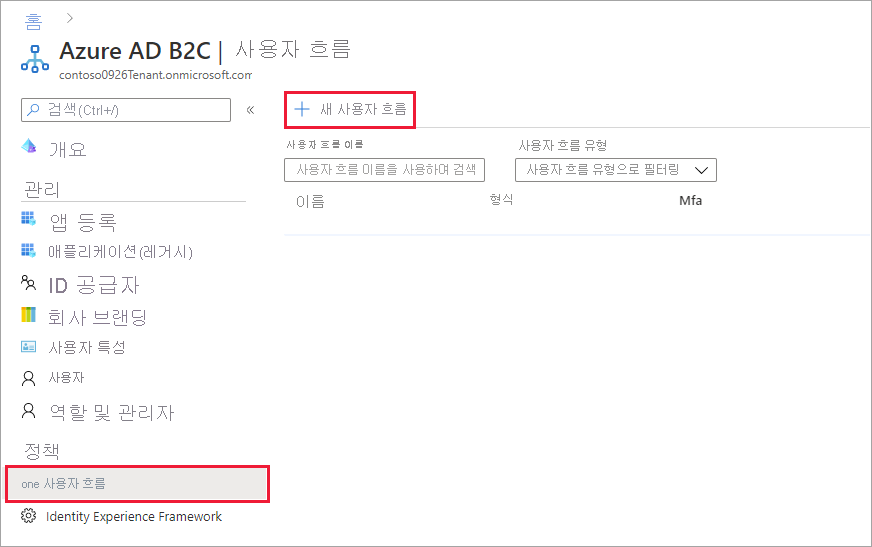 홈
Azure AD B2C | 사용자 흐름
contoso0926Tenant.onmicrosoft.com
검색(Ctrl+/)
«
개요
관리
앱 등록
애플리케이션(레거시)
ID 공급자
회사 브랜딩
사용자 특성
사용자
역할 및 관리자
정책
one 사용자 흐름
Identity Experience Framework
새 사용자 흐름
사용자 흐름 이름
사용자 흐름 유형
사용자 흐름 이름을 사용하여 검색
사용자 흐름 유형으로 필터링
이름
형식
Mfa